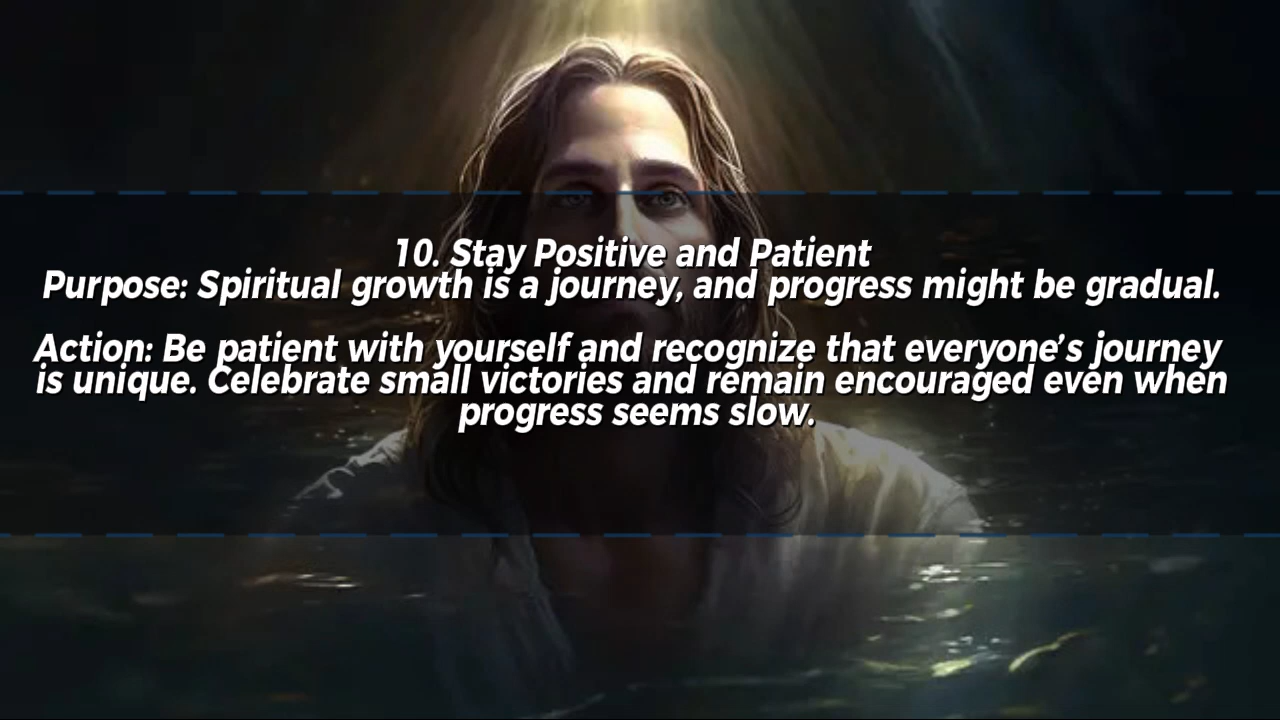 10. Stay Positive and Patient
Purpose: Spiritual growth is a journey, and progress might be gradual.
Action: Be patient with yourself and recognize that everyone’s journey
is unique. Celebrate small victories and remain encouraged even when
progress seems slow.